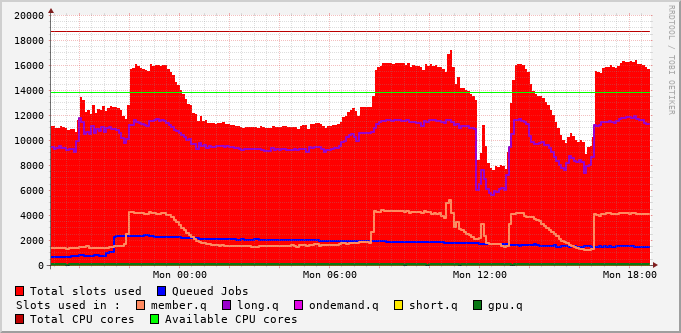 20000
18000
16000
14000
12000
10000
8000
6000
4000
2000
0
Mon 00:00 Mon 06:00 Mon 12:00 Mon 18:00
RRDTOOL / TOBI OETIKER
Total slots used Queued Jobs
Slots used in : member.q long.q ondemand.q short.q gpu.q
Total CPU cores Available CPU cores